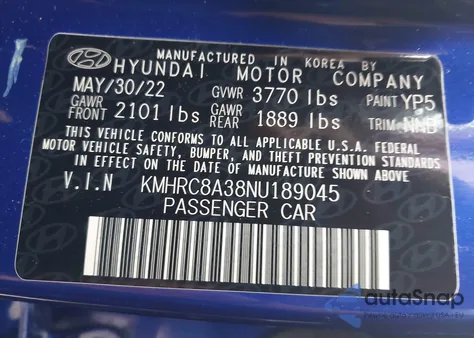 MANUFACTURED IN KOREA BY
HYUNDAI MOTOR COMPANY
MAY/30/22 GVWR 3770 lbs PAINT YP5
GAWR FRONT 2101 lbs GAWR REAR 1889 lbs TRIM NNB
THIS VEHICLE CONFORMS TO ALL APPLICABLE U.S.A. FEDERAL
MOTOR VEHICLE SAFETY, BUMPER, AND THEFT PREVENTION STANDARDS
IN EFFECT ON THE DATE OF MANUFACTURE SHOWN ABOVE.
V.I.N KMHRC8A38NU189045
PASSENGER CAR
autaSnap